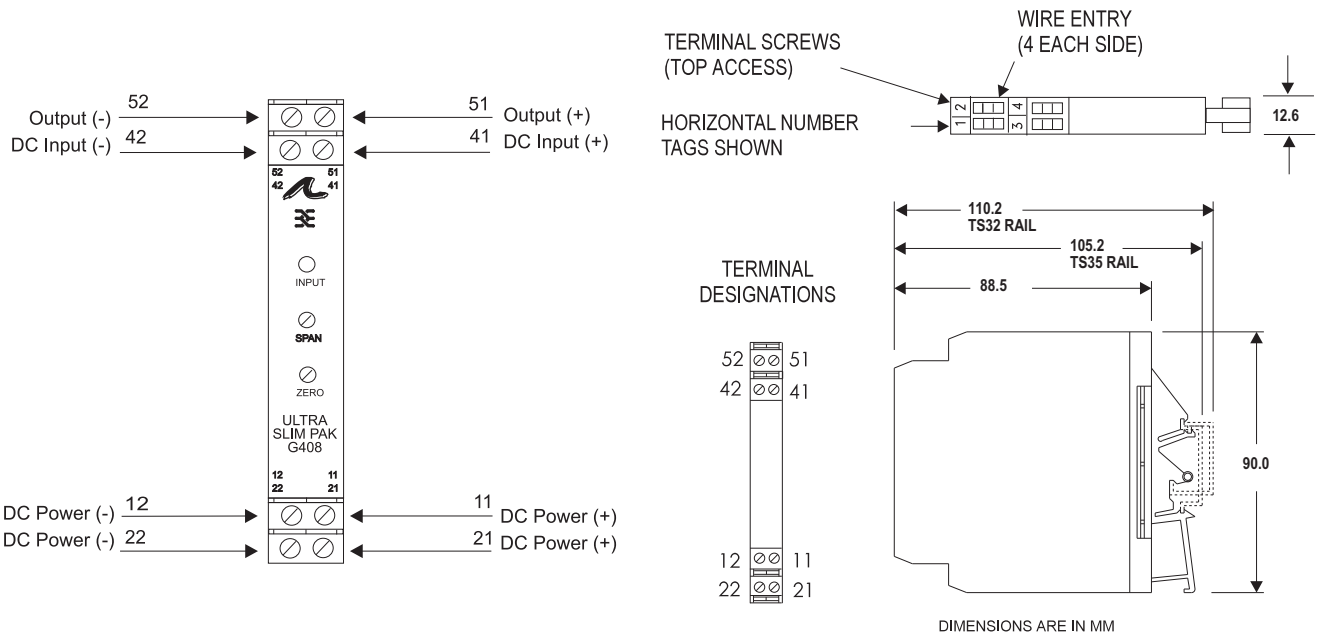 52
Output (-)
42
DC Input (-)
51
Output (+)
41
DC Input (+)
52 51
42 41
INPUT
SPAN
ZERO
ULTRA
SLIM PAK
G408
12 11
22 21
12
DC Power (-)
22
DC Power (-)
11
DC Power (+)
21
DC Power (+)
WIRE ENTRY
(4 EACH SIDE)
TERMINAL SCREWS
(TOP ACCESS)
HORIZONTAL NUMBER
TAGS SHOWN
2 4
1 3
12.6
110.2
TS32 RAIL
105.2
TS35 RAIL
88.5
90.0
TERMINAL
DESIGNATIONS
52 51
42 41
12 11
22 21
DIMENSIONS ARE IN MM